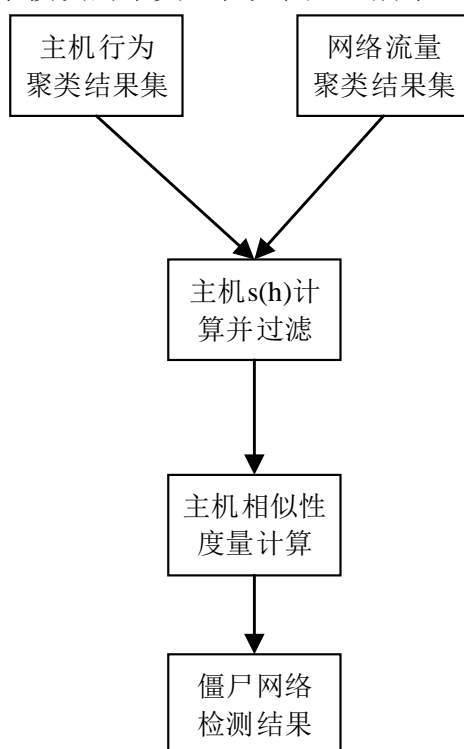 主机行为
聚类结果集
网络流量
聚类结果集
主机s(h)计
算并过滤
主机相似性
度量计算
僵尸网络
检测结果